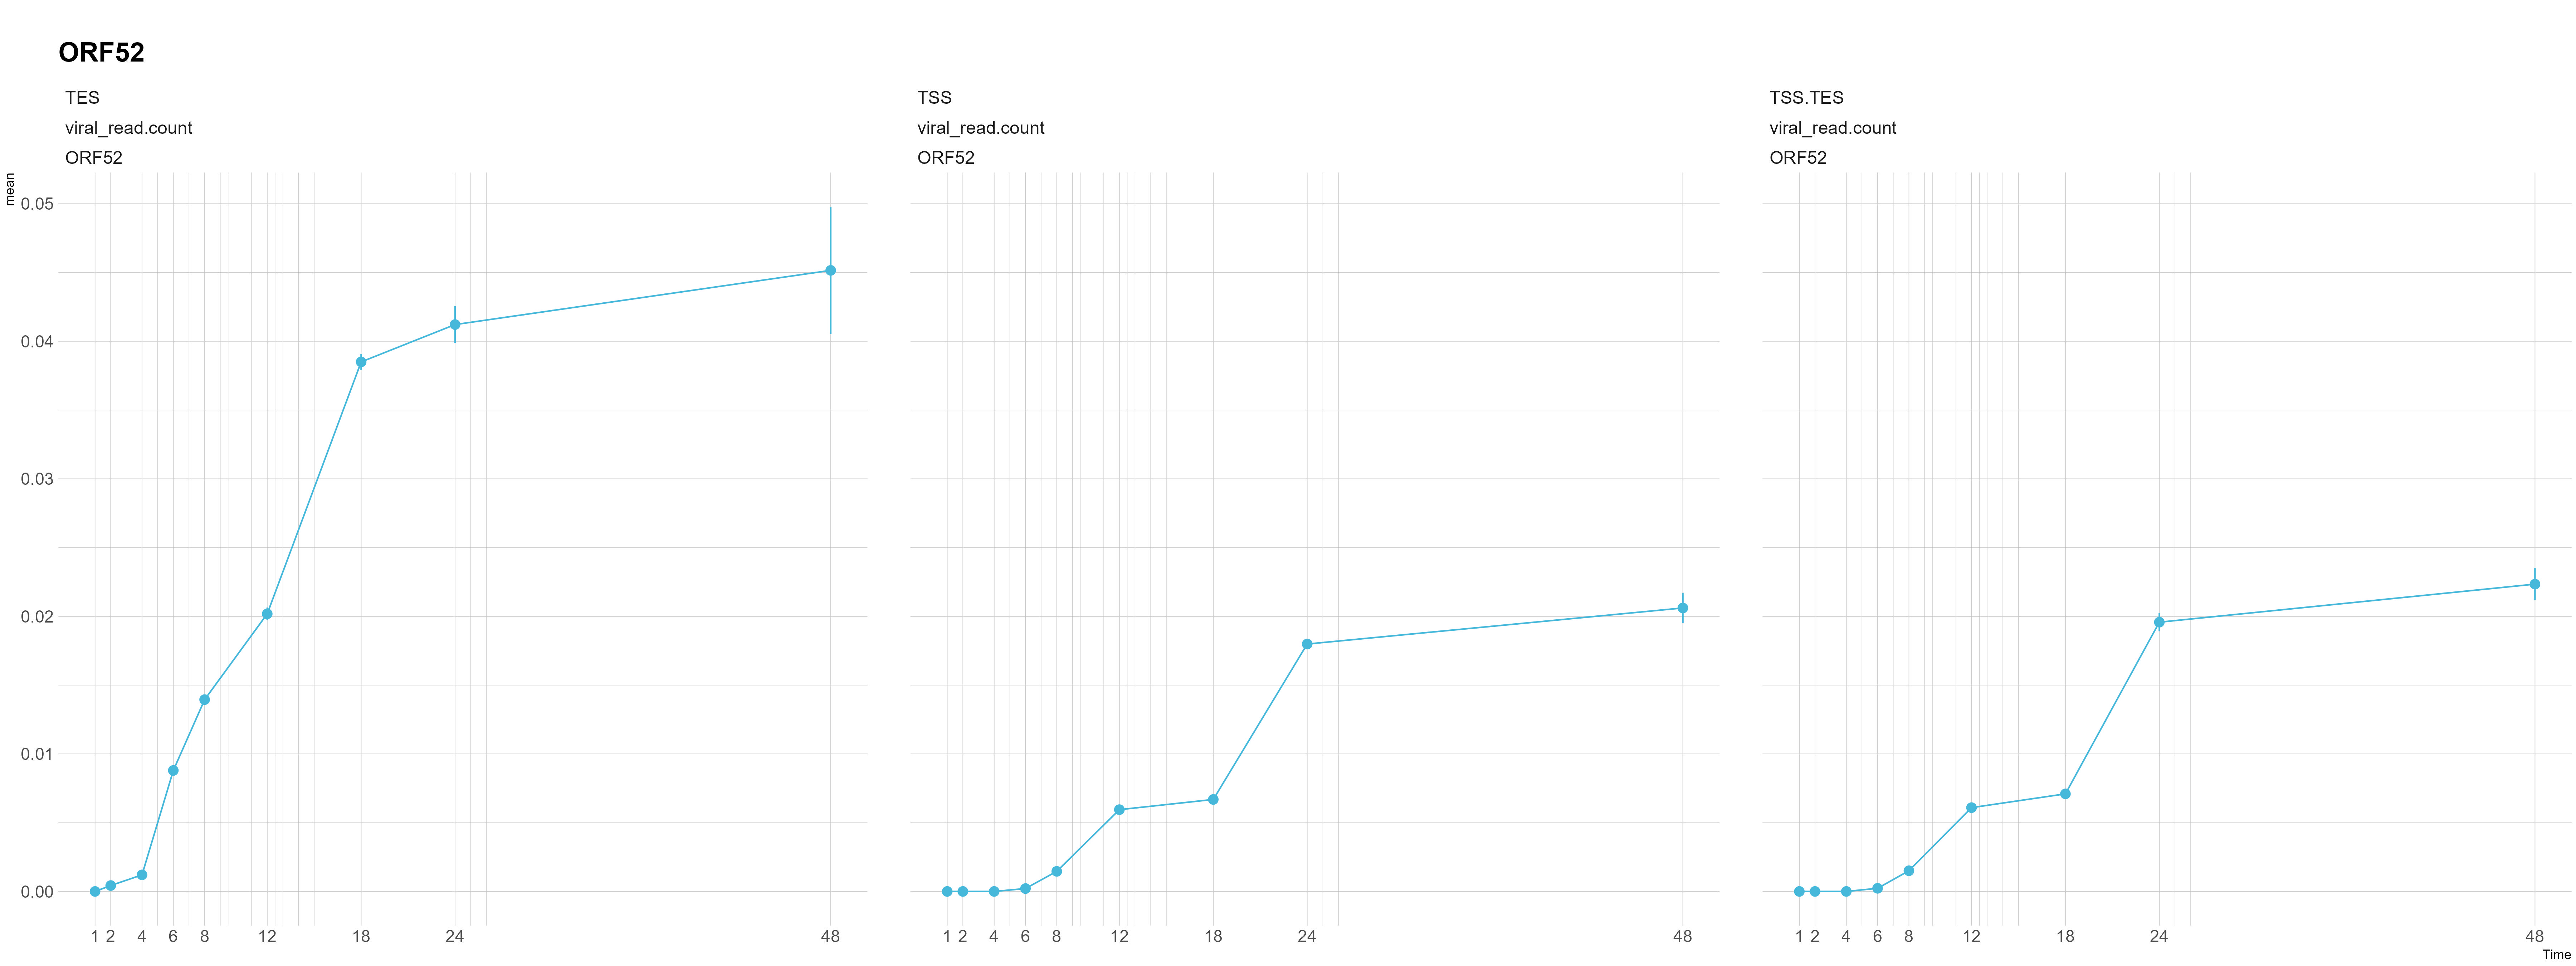 ORF52
TES
viral_read.count
ORF52
TSS
viral_read.count
ORF52
TSS.TES
viral_read.count
ORF52
mean
0.05
0.04
0.03
0.02
0.01
0.00
1 2 4 6 8 12 18 24 48
1 2 4 6 8 12 18 24 48
1 2 4 6 8 12 18 24 48
Time